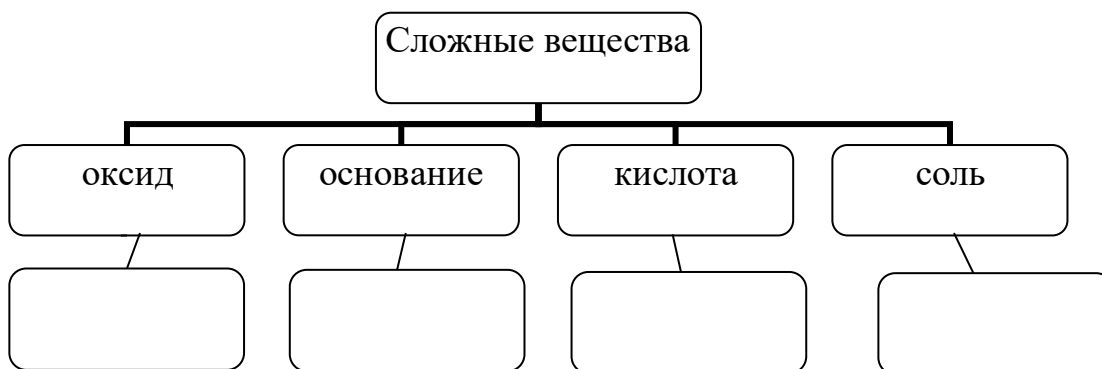 Сложные вещества
оксид
основание
кислота
соль